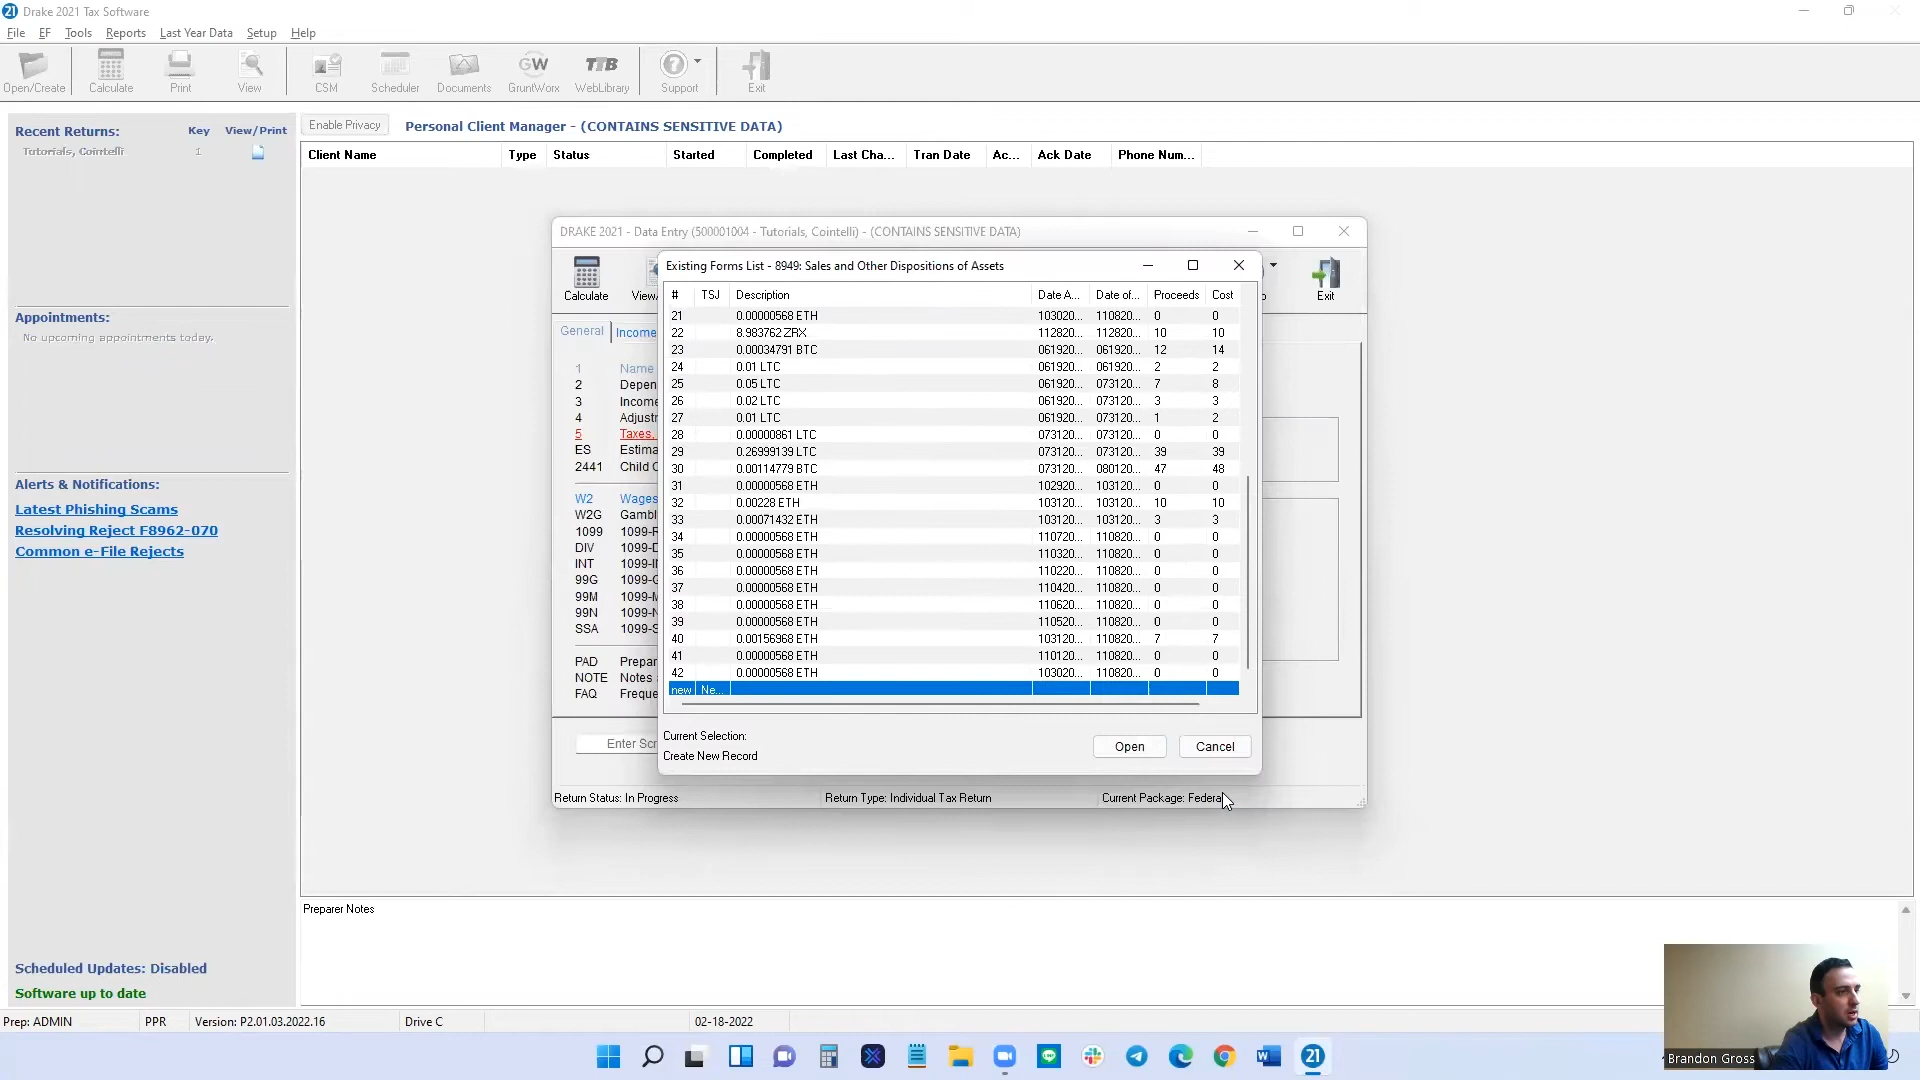 21 Drake 2021 Tax Software
File EF Tools Reports Last Year Data Setup Help
Open/Create Calculate Print View CSM Scheduler Documents GW GruntWorx TTB WebLibrary Support Exit
Recent Returns: Key View/Print
Tutorials, Cointelli 1
Enable Privacy Personal Client Manager - (CONTAINS SENSITIVE DATA)
Client Name Type Status Started Completed Last Cha... Tran Date Ac... Ack Date Phone Num...
Appointments:
No upcoming appointments today.
Alerts & Notifications:
Latest Phishing Scams
Resolving Reject F8962-070
Common e-File Rejects
Scheduled Updates: Disabled
Software up to date
DRAKE 2021 - Data Entry (500001004 - Tutorials, Cointelli) - (CONTAINS SENSITIVE DATA)
Calculate Exit
General Income
1 Name
2
3 Income
4
5 Taxes,
ES
2441 Child
W2 Wages
W2G
1099
DIV
INT
99G
99M
99N
SSA
PAD
NOTE Notes
FAQ
Enter
Return Status: In Progress Return Type: Individual Tax Return Current Package: Federal
Existing Forms List - 8949: Sales and Other Dispositions of Assets
# TSJ Description Date A... Date of... Proceeds Cost
21 0.00000568 ETH 103020... 110820... 0 0
22 8.983762 ZRX 112820... 112820... 10 10
23 0.00034791 BTC 061920... 061920... 12 14
24 0.01 LTC 061920... 061920... 2 2
25 0.05 LTC 061920... 073120... 7 8
26 0.02 LTC 061920... 073120... 3 3
27 0.01 LTC 061920... 073120... 1 2
28 0.00000861 LTC 073120... 073120... 0 0
29 0.26999139 LTC 073120... 073120... 39 39
30 0.00114779 BTC 073120... 080120... 47 48
31 0.00000568 ETH 102920... 103120... 0 0
32 0.00228 ETH 103120... 103120... 10 10
33 0.00071432 ETH 103120... 103120... 3 3
34 0.00000568 ETH 110720... 110820... 0 0
35 0.00000568 ETH 110320... 110820... 0 0
36 0.00000568 ETH 110220... 110820... 0 0
37 0.00000568 ETH 110420... 110820... 0 0
38 0.00000568 ETH 110620... 110820... 0 0
39 0.00000568 ETH 110520... 110820... 0 0
40 0.00156968 ETH 103120... 110820... 7 7
41 0.00000568 ETH 110120... 110820... 0 0
42 0.00000568 ETH 103020... 110820... 0 0
new Ne...
Current Selection:
Create New Record
Open Cancel
Preparer Notes
Prep: ADMIN PPR Version: P2.01.03.2022.16 Drive C 02-18-2022
21
Brandon Gross